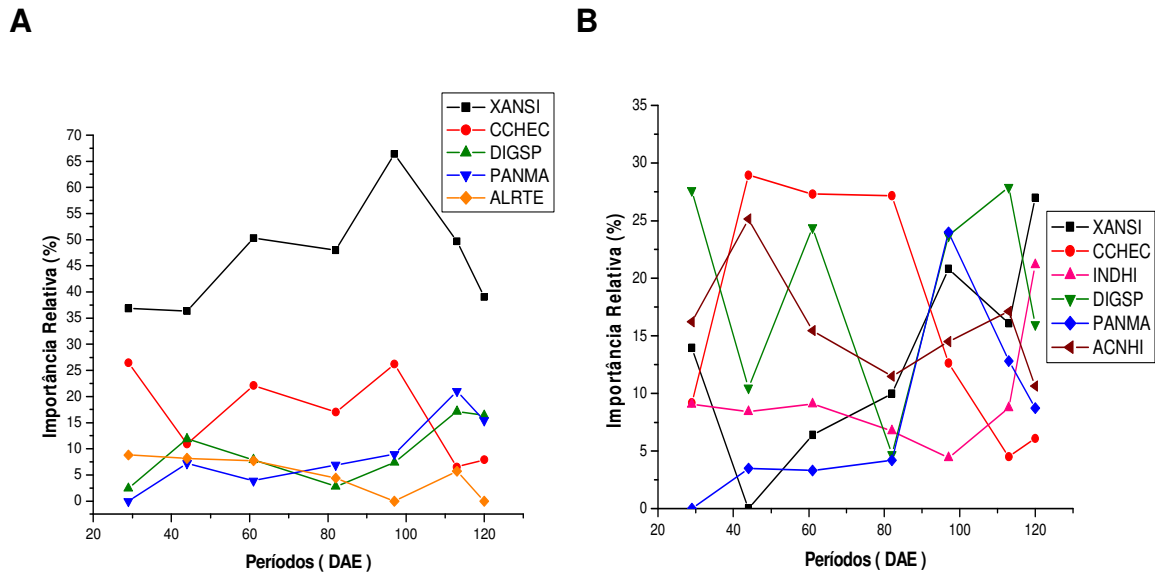 A
B
XANSI
CCHEC
DIGSP
PANMA
ALRTE
70
65
60
55
50
45
40
35
30
25
20
15
10
5
0
20
40
60
80
100
120
Importância Relativa (%)
Períodos ( DAE )
35
30
25
20
15
10
5
0
20
40
60
80
100
120
Importância Relativa (%)
Períodos ( DAE )
XANSI
CCHEC
INDHI
DIGSP
PANMA
ACNHI